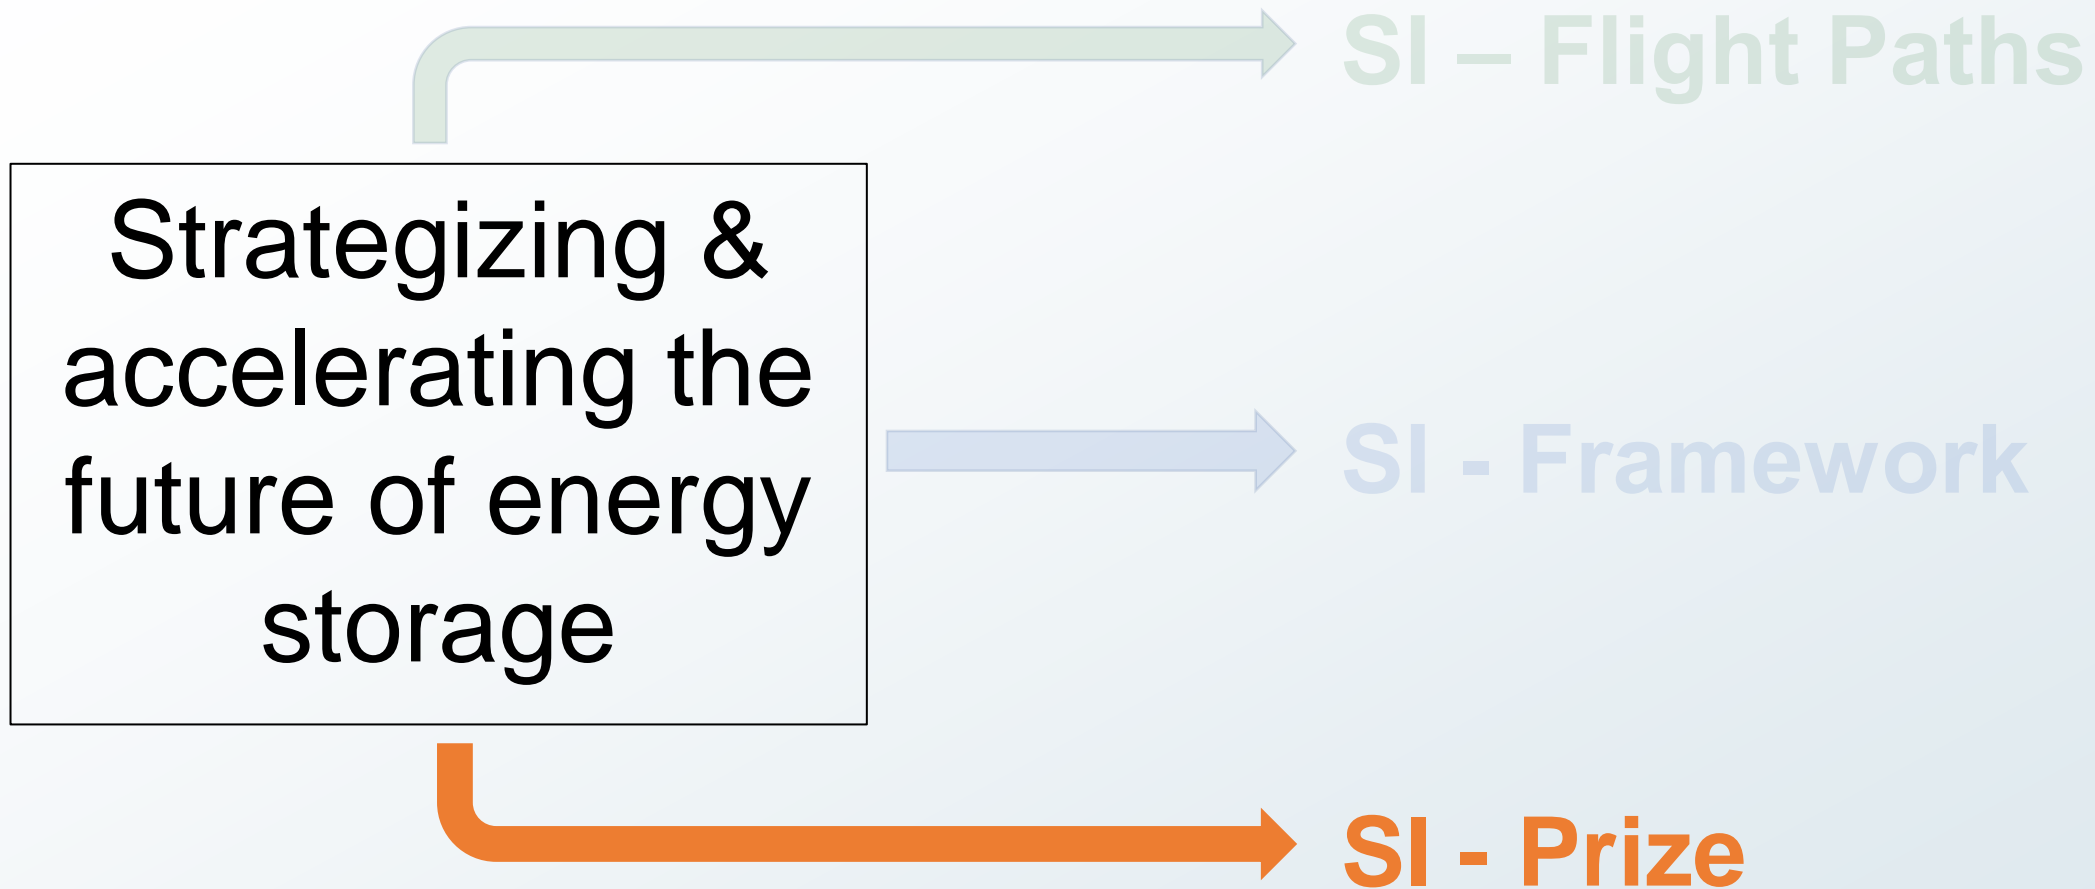 SI – Flight Paths
Strategizing &
accelerating the
future of energy
storage
SI - Framework
SI - Prize